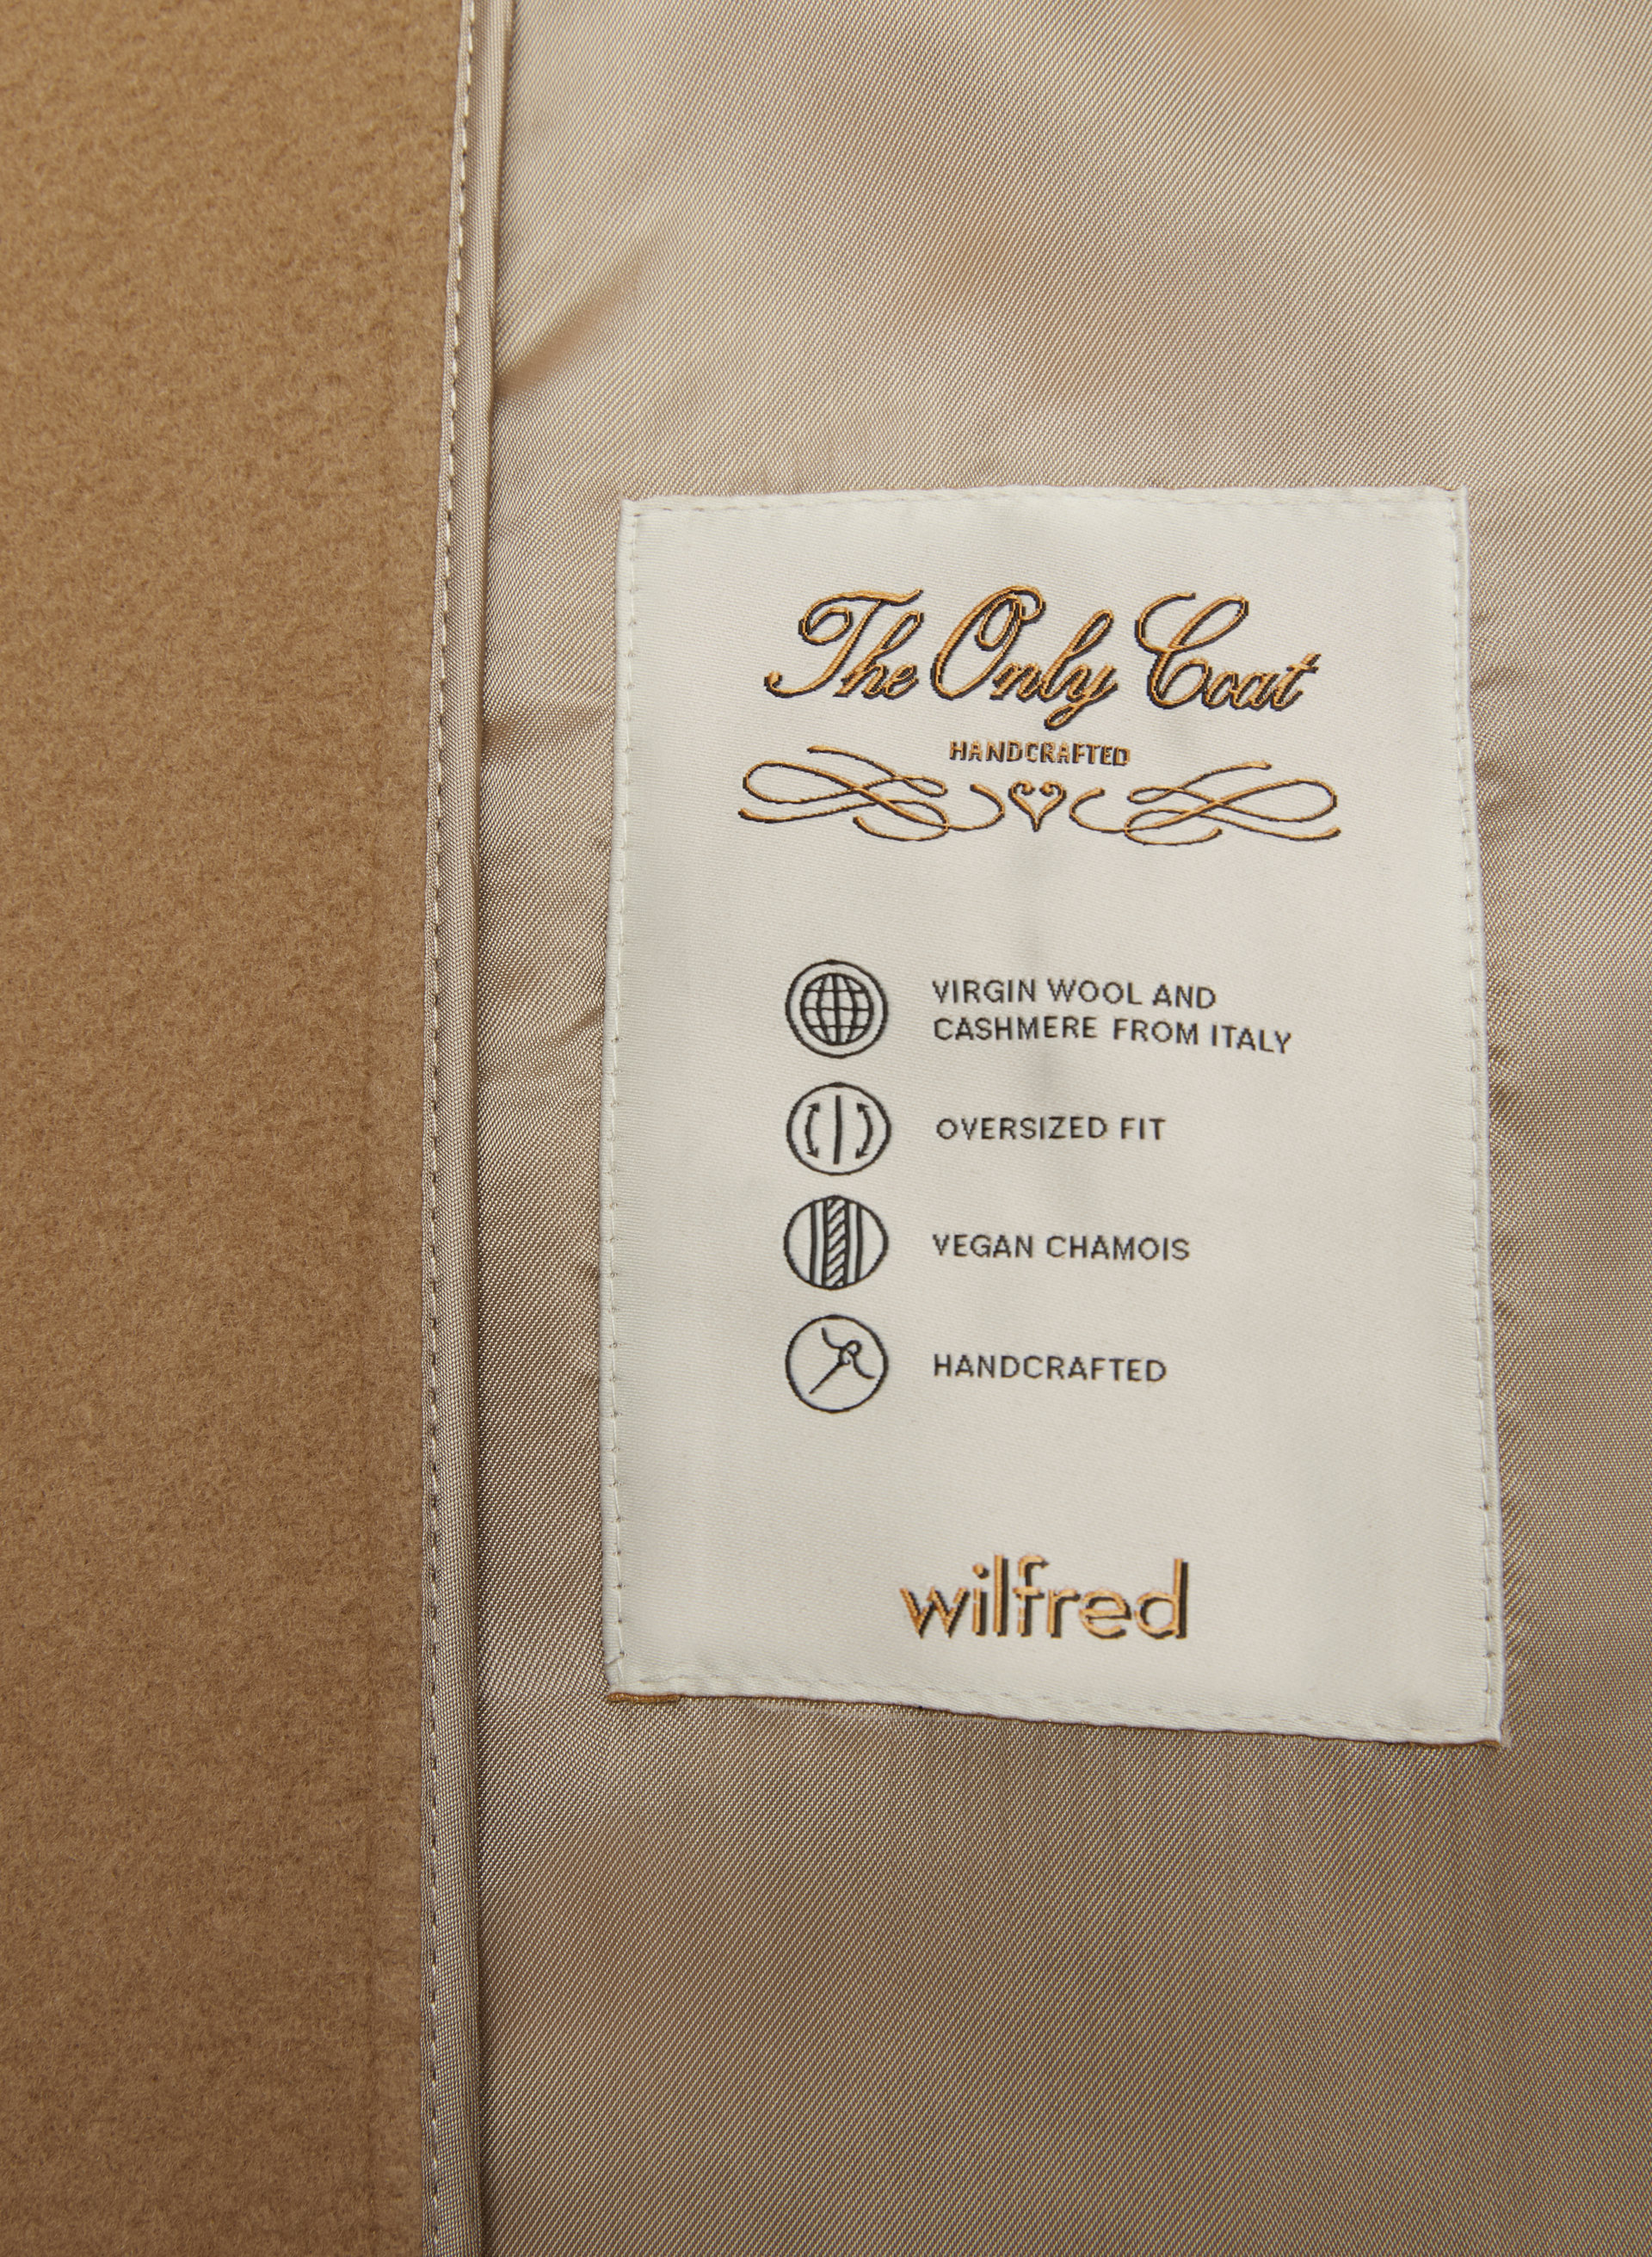 The Only Coat
HANDCRAFTED
VIRGIN WOOL AND
CASHMERE FROM ITALY
OVERSIZED FIT
VEGAN CHAMOIS
HANDCRAFTED
wilfred